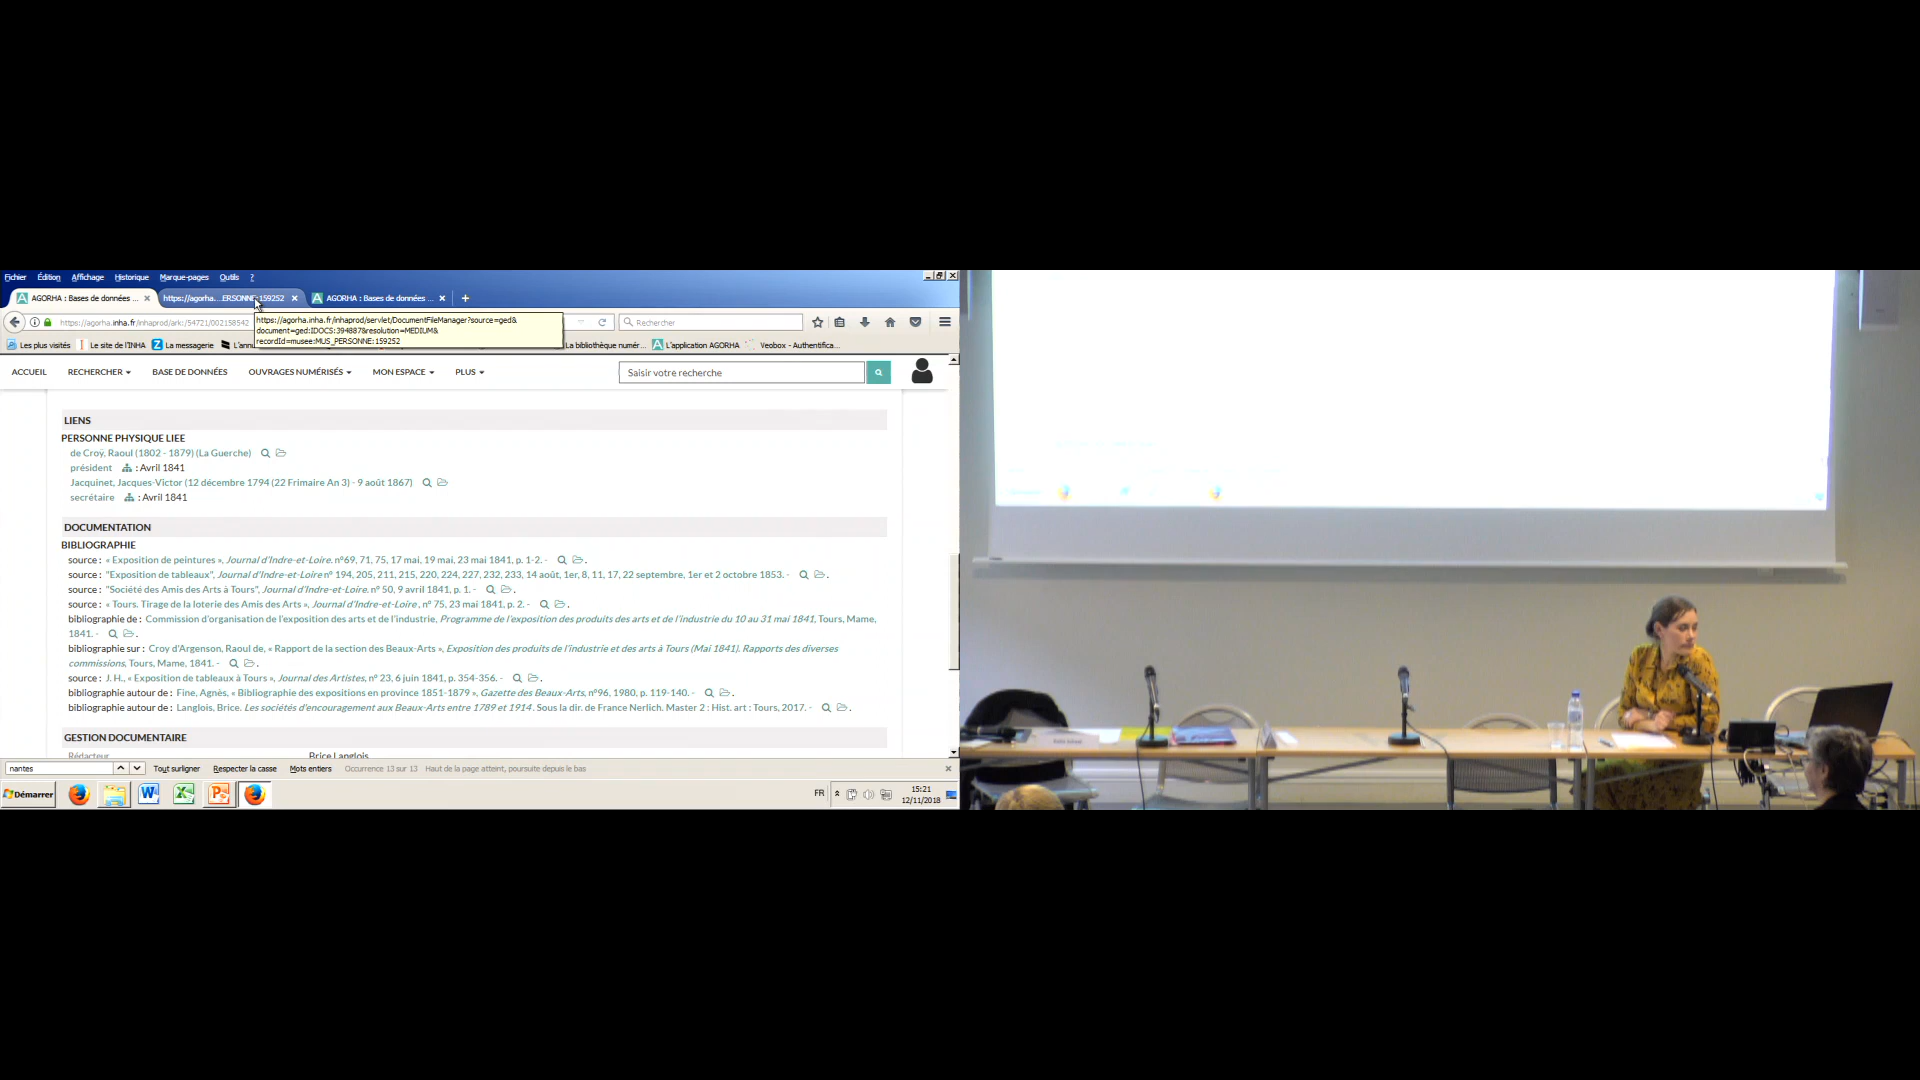 Fichier Édition Affichage Historique Marque-pages Outils ?
AGORHA : Bases de données ... https://agorha....ERSONNE:159252 AGORHA : Bases de données ...
https://agorha.inha.fr/inhaprod/ark:/54721/002158542 Rechercher
https://agorha.inha.fr/inhaprod/servlet/DocumentFileManager?source=ged&
document=ged:IDOCS:394887&resolution=MEDIUM&
recordId=musee:MUS_PERSONNE:159252
Les plus visités Le site de l'INHA La messagerie L'annu La bibliothèque numér... L'application AGORHA Veobox - Authentifica...
ACCUEIL RECHERCHER BASE DE DONNÉES OUVRAGES NUMÉRISÉS MON ESPACE PLUS Saisir votre recherche
LIENS
PERSONNE PHYSIQUE LIEE
de Croÿ, Raoul (1802 - 1879) (La Guerche)
président : Avril 1841
Jacquinet, Jacques-Victor (12 décembre 1794 (22 Frimaire An 3) - 9 août 1867)
secrétaire : Avril 1841
DOCUMENTATION
BIBLIOGRAPHIE
source : « Exposition de peintures », Journal d'Indre-et-Loire. n°69, 71, 75, 17 mai, 19 mai, 23 mai 1841, p. 1-2. - .
source : "Exposition de tableaux", Journal d'Indre-et-Loire n° 194, 205, 211, 215, 220, 224, 227, 232, 233, 14 août, 1er, 8, 11, 17, 22 septembre, 1er et 2 octobre 1853. - .
source : "Société des Amis des Arts à Tours", Journal d'Indre-et-Loire. n° 50, 9 avril 1841, p. 1. - .
source : « Tours. Tirage de la loterie des Amis des Arts », Journal d'Indre-et-Loire , n° 75, 23 mai 1841, p. 2. - .
bibliographie de : Commission d'organisation de l'exposition des arts et de l'industrie, Programme de l'exposition des produits des arts et de l'industrie du 10 au 31 mai 1841, Tours, Mame,
1841. - .
bibliographie sur : Croy d'Argenson, Raoul de, « Rapport de la section des Beaux-Arts », Exposition des produits de l'industrie et des arts à Tours (Mai 1841). Rapports des diverses
commissions, Tours, Mame, 1841. - .
source : J. H., « Exposition de tableaux à Tours », Journal des Artistes, n° 23, 6 juin 1841, p. 354-356. - .
bibliographie autour de : Fine, Agnès, « Bibliographie des expositions en province 1851-1879 », Gazette des Beaux-Arts, n°96, 1980, p. 119-140. - .
bibliographie autour de : Langlois, Brice. Les sociétés d'encouragement aux Beaux-Arts entre 1789 et 1914. Sous la dir. de France Nerlich. Master 2 : Hist. art : Tours, 2017. - .
GESTION DOCUMENTAIRE
Rédacteur Brice Langlois
nantes Tout surligner Respecter la casse Mots entiers Occurrence 13 sur 13 Haut de la page atteint, poursuite depuis le bas
Démarrer FR 15:21
12/11/2018